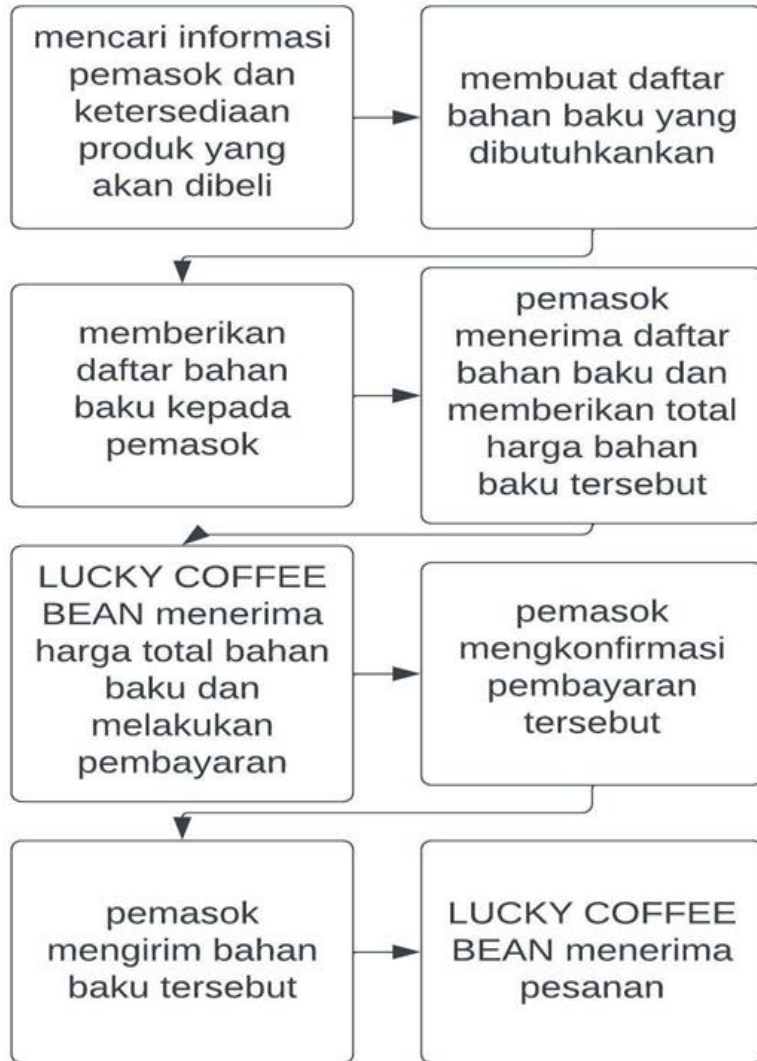 mencari informasi
pemasok dan
ketersediaan
produk yang
akan dibeli
membuat daftar
bahan baku yang
dibutuhkankan
memberikan
daftar bahan
baku kepada
pemasok
pemasok
menerima daftar
bahan baku dan
memberikan total
harga bahan
baku tersebut
LUCKY COFFEE
BEAN menerima
harga total bahan
baku dan
melakukan
pembayaran
pemasok
mengkonfirmasi
pembayaran
tersebut
pemasok
mengirim bahan
baku tersebut
LUCKY COFFEE
BEAN menerima
pesanan